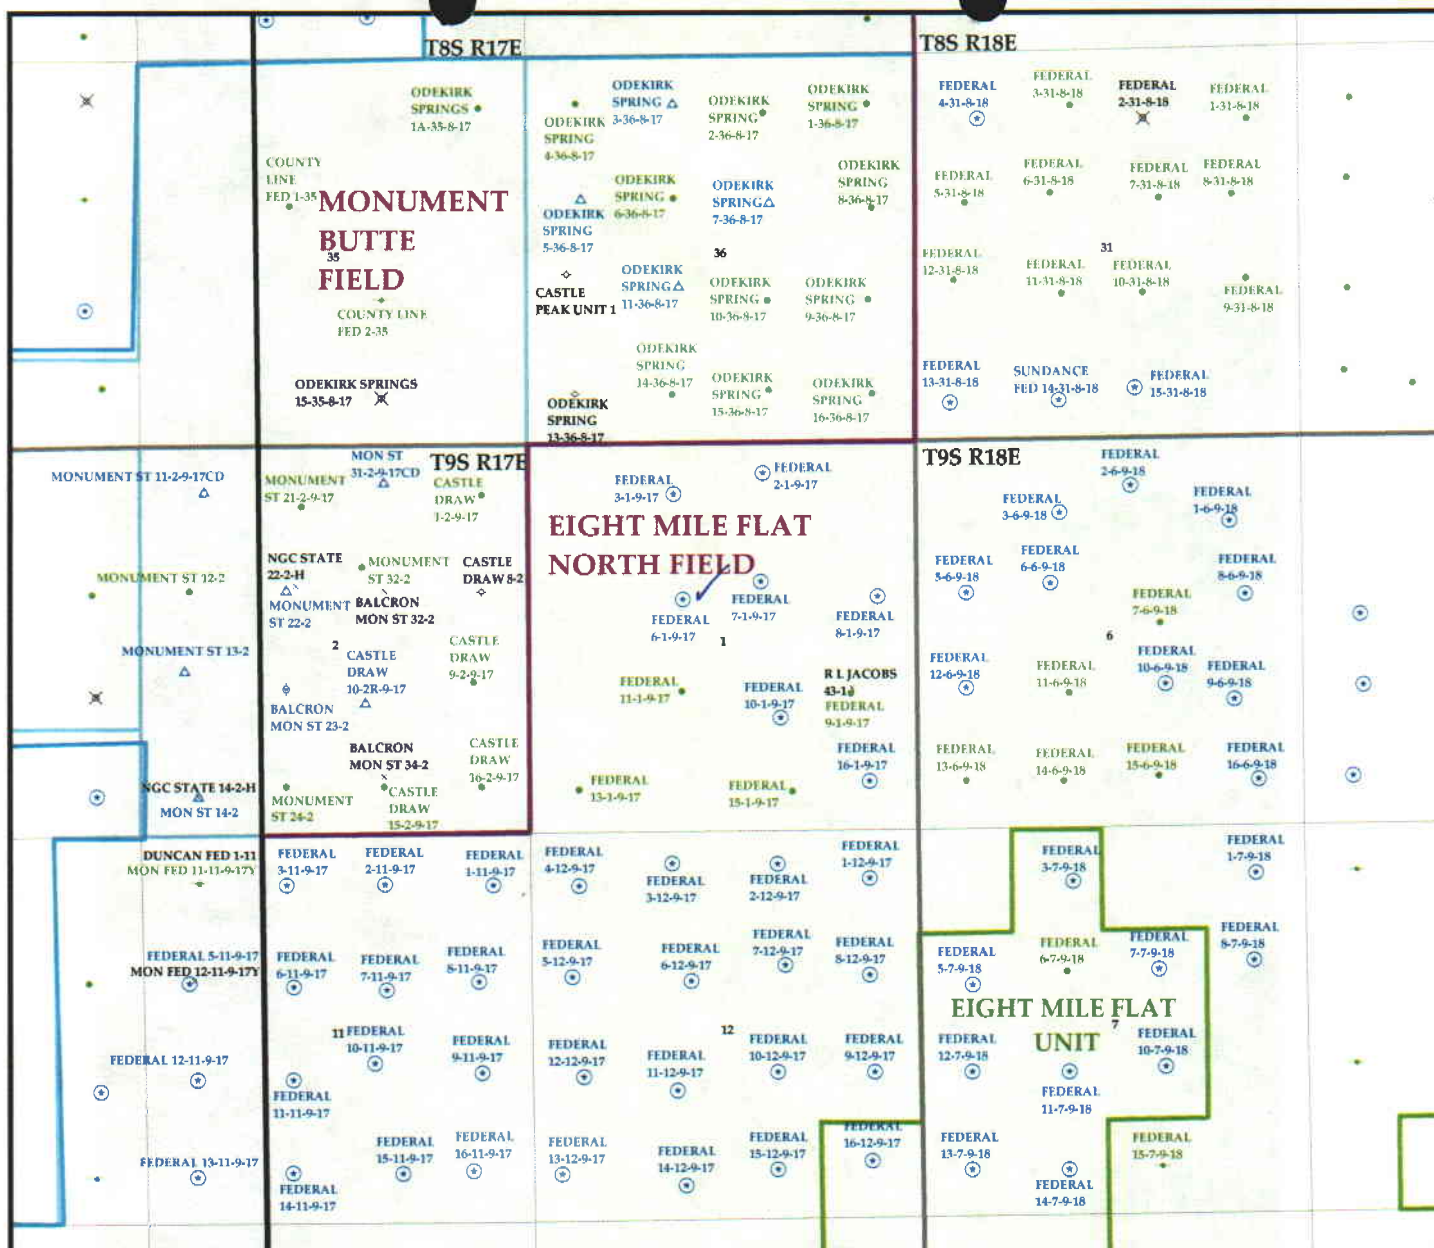 T8S R17E
T8S R18E
ODEKIRK
SPRINGS
1A-35-8-17
COUNTY
LINE
FED 1-35
MONUMENT
BUTTE
35
FIELD
COUNTY LINE
FED 2-35
ODEKIRK SPRINGS
15-35-8-17
ODEKIRK
SPRING
4-36-8-17
ODEKIRK
SPRING
3-36-8-17
ODEKIRK
SPRING
2-36-8-17
ODEKIRK
SPRING
1-36-8-17
ODEKIRK
SPRING
5-36-8-17
ODEKIRK
SPRING
6-36-8-17
ODEKIRK
SPRING
7-36-8-17
ODEKIRK
SPRING
8-36-8-17
36
CASTLE
PEAK UNIT 1
ODEKIRK
SPRING
11-36-8-17
ODEKIRK
SPRING
10-36-8-17
ODEKIRK
SPRING
9-36-8-17
ODEKIRK
SPRING
14-36-8-17
ODEKIRK
SPRING
13-36-8-17
ODEKIRK
SPRING
15-36-8-17
ODEKIRK
SPRING
16-36-8-17
FEDERAL
4-31-8-18
FEDERAL
3-31-8-18
FEDERAL
2-31-8-18
FEDERAL
1-31-8-18
FEDERAL
5-31-8-18
FEDERAL
6-31-8-18
FEDERAL
7-31-8-18
FEDERAL
8-31-8-18
31
FEDERAL
12-31-8-18
FEDERAL
11-31-8-18
FEDERAL
10-31-8-18
FEDERAL
9-31-8-18
FEDERAL
13-31-8-18
SUNDANCE
FED 14-31-8-18
FEDERAL
15-31-8-18
MONUMENT ST 11-2-9-17CD
MONUMENT ST 12-2
MONUMENT ST 13-2
NGC STATE 14-2-H
MON ST 14-2
T9S R17E
MONUMENT
ST 21-2-9-17
MON ST
31-2-9-17CD
CASTLE
DRAW
1-2-9-17
NGC STATE
22-2-H
MONUMENT
ST 22-2
MONUMENT
ST 32-2
BALCRON
MON ST 32-2
CASTLE
DRAW 8-2
2
CASTLE
DRAW
10-2R-9-17
CASTLE
DRAW
9-2-9-17
BALCRON
MON ST 23-2
BALCRON
MON ST 34-2
CASTLE
DRAW
16-2-9-17
MONUMENT
ST 24-2
CASTLE
DRAW
15-2-9-17
FEDERAL
3-1-9-17
FEDERAL
2-1-9-17
EIGHT MILE FLAT
NORTH FIELD
FEDERAL
6-1-9-17
FEDERAL
7-1-9-17
FEDERAL
8-1-9-17
1
FEDERAL
11-1-9-17
FEDERAL
10-1-9-17
R L JACOBS
43-1
FEDERAL
9-1-9-17
FEDERAL
16-1-9-17
FEDERAL
13-1-9-17
FEDERAL
15-1-9-17
T9S R18E
FEDERAL
3-6-9-18
FEDERAL
2-6-9-18
FEDERAL
1-6-9-18
FEDERAL
5-6-9-18
FEDERAL
6-6-9-18
FEDERAL
7-6-9-18
FEDERAL
8-6-9-18
6
FEDERAL
12-6-9-18
FEDERAL
11-6-9-18
FEDERAL
10-6-9-18
FEDERAL
9-6-9-18
FEDERAL
13-6-9-18
FEDERAL
14-6-9-18
FEDERAL
15-6-9-18
FEDERAL
16-6-9-18
DUNCAN FED 1-11
MON FED 11-11-9-17Y
FEDERAL 5-11-9-17
MON FED 12-11-9-17Y
FEDERAL 12-11-9-17
FEDERAL 13-11-9-17
FEDERAL
3-11-9-17
FEDERAL
2-11-9-17
FEDERAL
1-11-9-17
FEDERAL
6-11-9-17
FEDERAL
7-11-9-17
FEDERAL
8-11-9-17
11
FEDERAL
10-11-9-17
FEDERAL
9-11-9-17
FEDERAL
11-11-9-17
FEDERAL
15-11-9-17
FEDERAL
16-11-9-17
FEDERAL
14-11-9-17
FEDERAL
4-12-9-17
FEDERAL
3-12-9-17
FEDERAL
2-12-9-17
FEDERAL
1-12-9-17
FEDERAL
5-12-9-17
FEDERAL
6-12-9-17
FEDERAL
7-12-9-17
FEDERAL
8-12-9-17
12
FEDERAL
12-12-9-17
FEDERAL
11-12-9-17
FEDERAL
10-12-9-17
FEDERAL
9-12-9-17
FEDERAL
13-12-9-17
FEDERAL
14-12-9-17
FEDERAL
15-12-9-17
FEDERAL
16-12-9-17
FEDERAL
3-7-9-18
FEDERAL
1-7-9-18
FEDERAL
5-7-9-18
FEDERAL
6-7-9-18
FEDERAL
7-7-9-18
FEDERAL
8-7-9-18
EIGHT MILE FLAT
UNIT
7
FEDERAL
12-7-9-18
FEDERAL
11-7-9-18
FEDERAL
10-7-9-18
FEDERAL
13-7-9-18
FEDERAL
14-7-9-18
FEDERAL
15-7-9-18